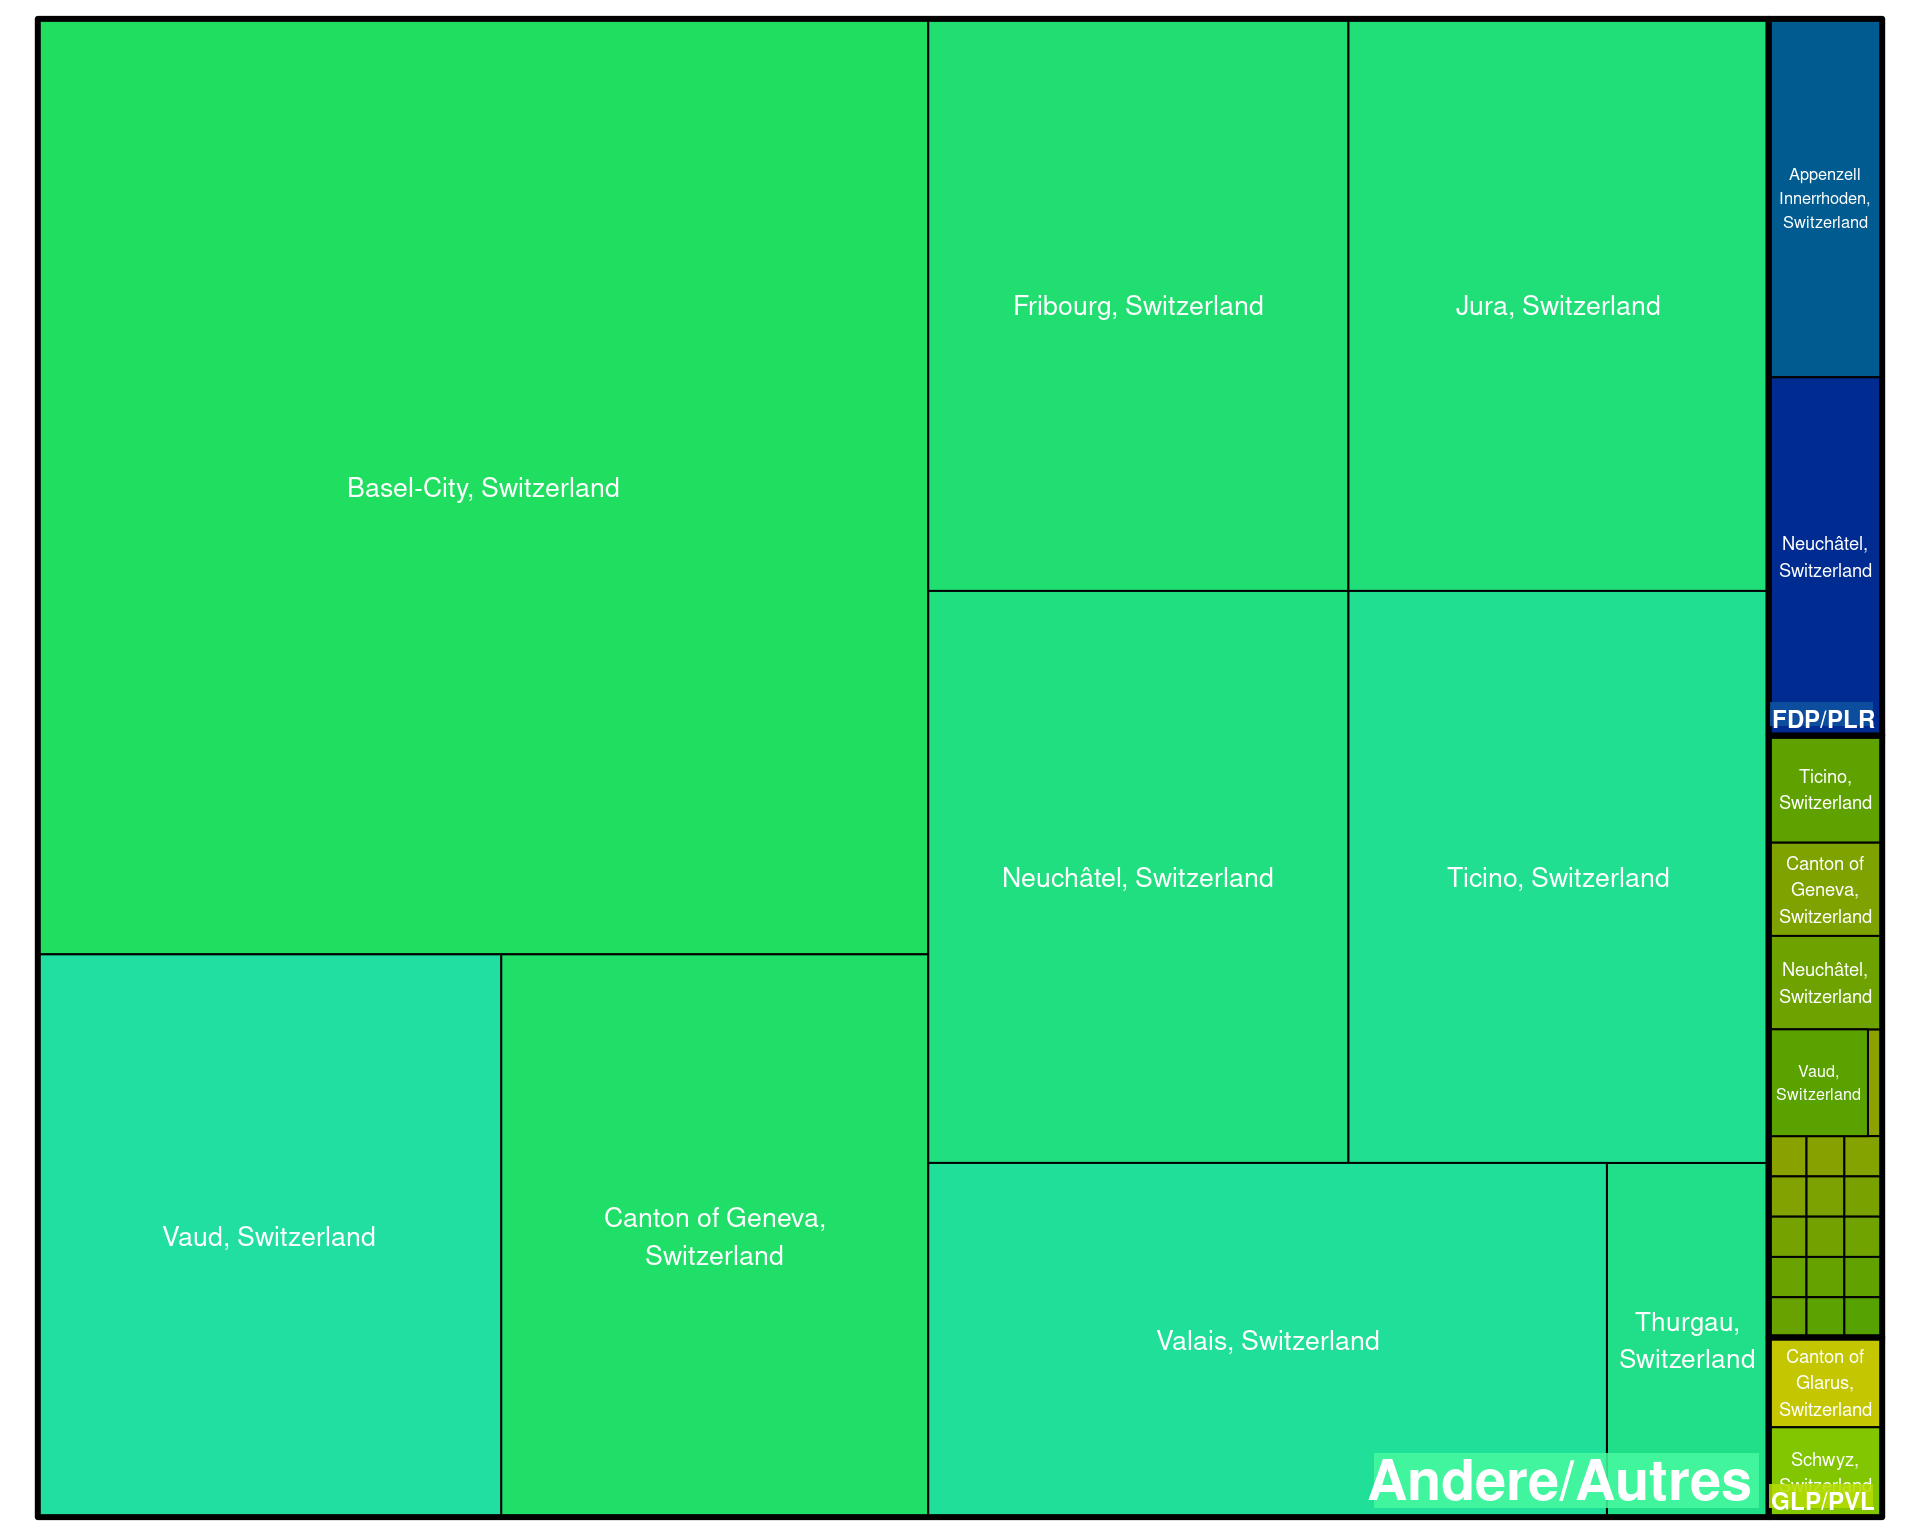 Basel-City, Switzerland
Fribourg, Switzerland
Jura, Switzerland
Neuchâtel, Switzerland
Ticino, Switzerland
Vaud, Switzerland
Canton of Geneva,
Switzerland
Valais, Switzerland
Thurgau,
Switzerland
Andere/Autres
Appenzell
Innerrhoden,
Switzerland
Neuchâtel,
Switzerland
FDP/PLR
Ticino,
Switzerland
Canton of
Geneva,
Switzerland
Neuchâtel,
Switzerland
Vaud,
Switzerland
Canton of
Glarus,
Switzerland
Schwyz,
Switzerland
GLP/PVL